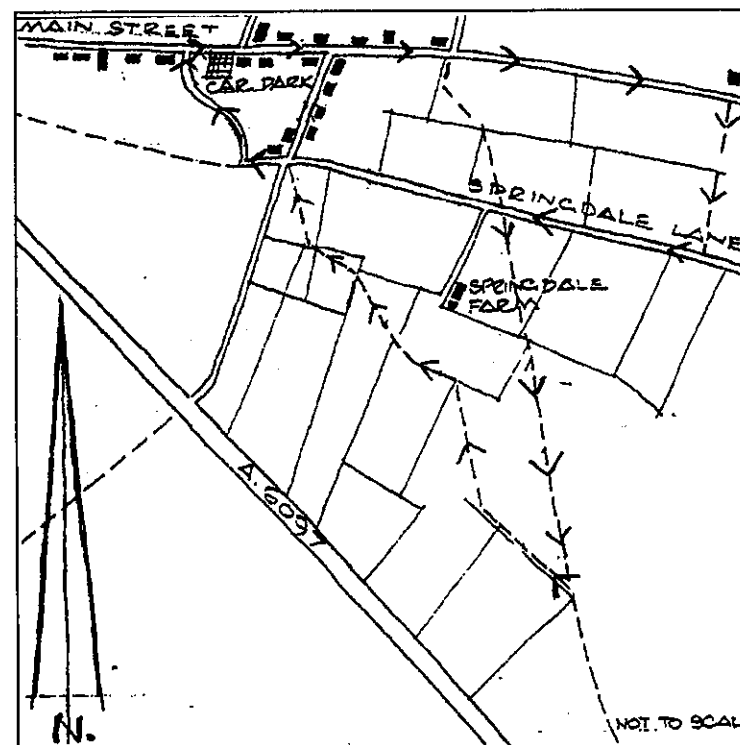 MAIN STREET
CAR PARK
SPRINGDALE LANE
SPRINGDALE
FARM
A.6097
N.
NOT TO SCAL